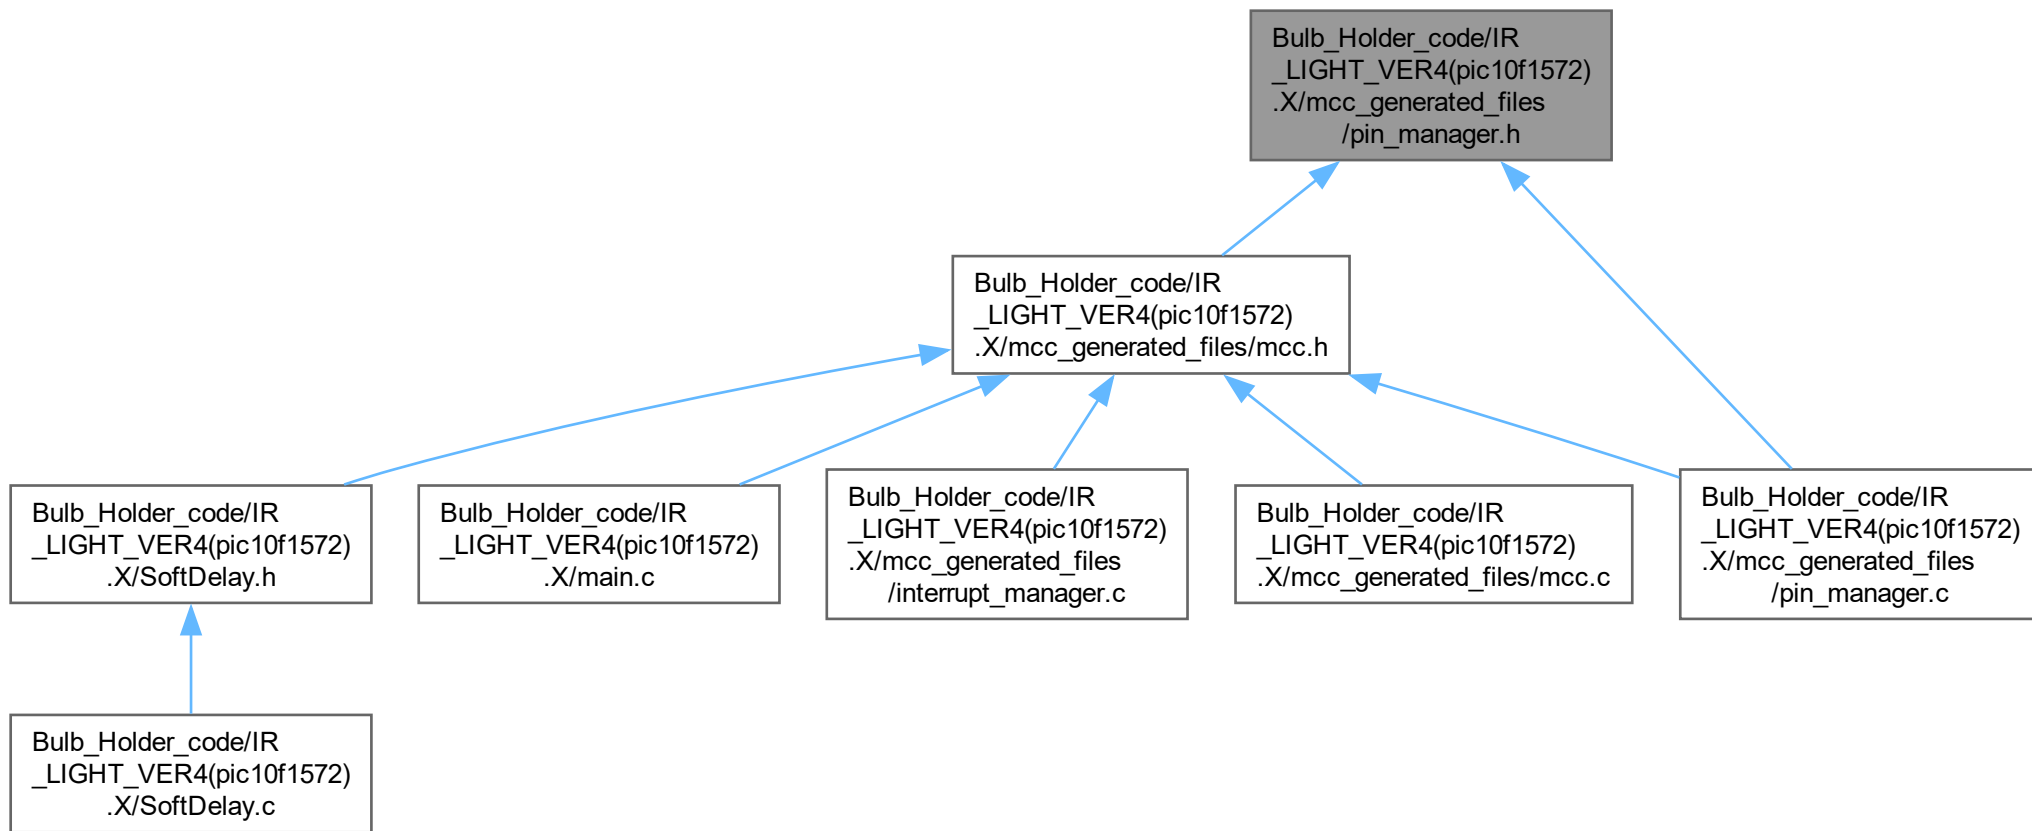 Bulb_Holder_code/IR
_LIGHT_VER4(pic10f1572)
.X/mcc_generated_files
/pin_manager.h
Bulb_Holder_code/IR
_LIGHT_VER4(pic10f1572)
.X/mcc_generated_files/mcc.h
Bulb_Holder_code/IR
_LIGHT_VER4(pic10f1572)
.X/SoftDelay.h
Bulb_Holder_code/IR
_LIGHT_VER4(pic10f1572)
.X/main.c
Bulb_Holder_code/IR
_LIGHT_VER4(pic10f1572)
.X/mcc_generated_files
/interrupt_manager.c
Bulb_Holder_code/IR
_LIGHT_VER4(pic10f1572)
.X/mcc_generated_files/mcc.c
Bulb_Holder_code/IR
_LIGHT_VER4(pic10f1572)
.X/mcc_generated_files
/pin_manager.c
Bulb_Holder_code/IR
_LIGHT_VER4(pic10f1572)
.X/SoftDelay.c